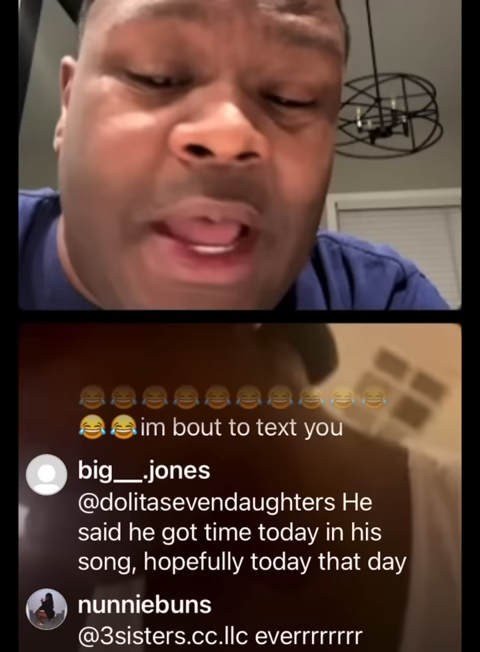 😂😂😂😂😂😂😂😂😂😂
😂😂im bout to text you
big__.jones
@dolitasevendaughters He
said he got time today in his
song, hopefully today that day
nunniebuns
@3sisters.cc.llc everrrrrrrr